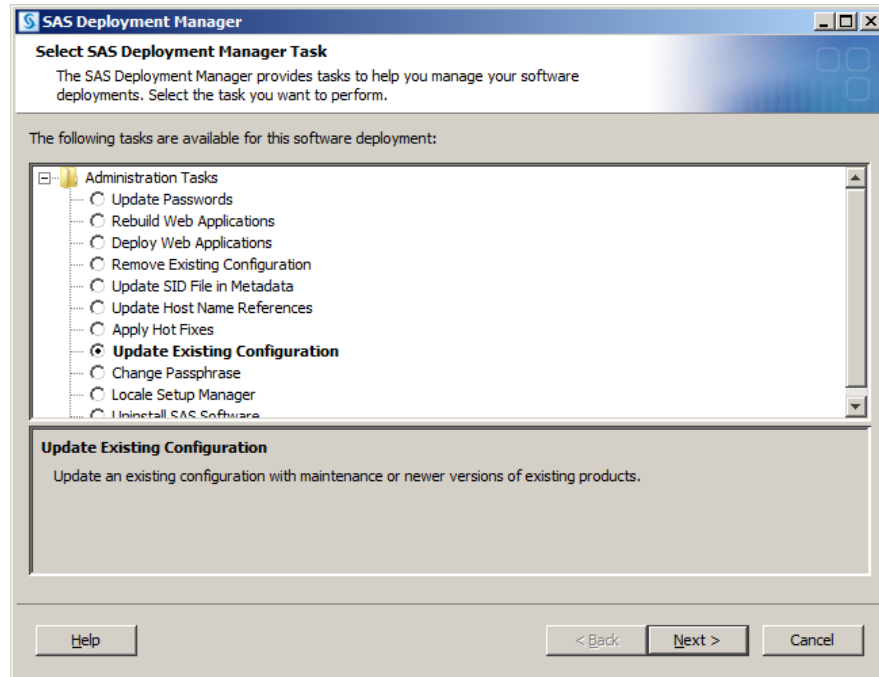 SAS Deployment Manager
Select SAS Deployment Manager Task
The SAS Deployment Manager provides tasks to help you manage your software
deployments. Select the task you want to perform.
The following tasks are available for this software deployment:
Administration Tasks
Update Passwords
Rebuild Web Applications
Deploy Web Applications
Remove Existing Configuration
Update SID File in Metadata
Update Host Name References
Apply Hot Fixes
Update Existing Configuration
Change Passphrase
Locale Setup Manager
Uninstall SAS Software
Update Existing Configuration
Update an existing configuration with maintenance or newer versions of existing products.
Help < Back Next > Cancel